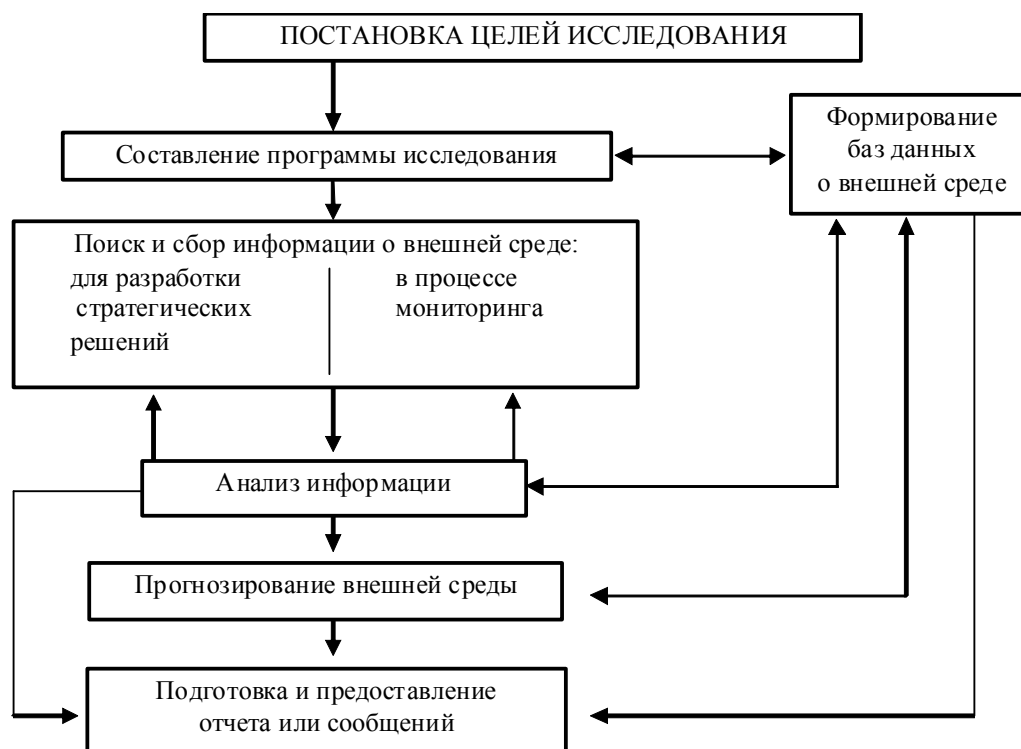 ПОСТАНОВКА ЦЕЛЕЙ ИССЛЕДОВАНИЯ
Формирование
баз данных
о внешней среде
Составление программы исследования
Поиск и сбор информации о внешней среде:
для разработки
стратегических
решений
в процессе
мониторинга
Анализ информации
Прогнозирование внешней среды
Подготовка и предоставление
отчета или сообщений